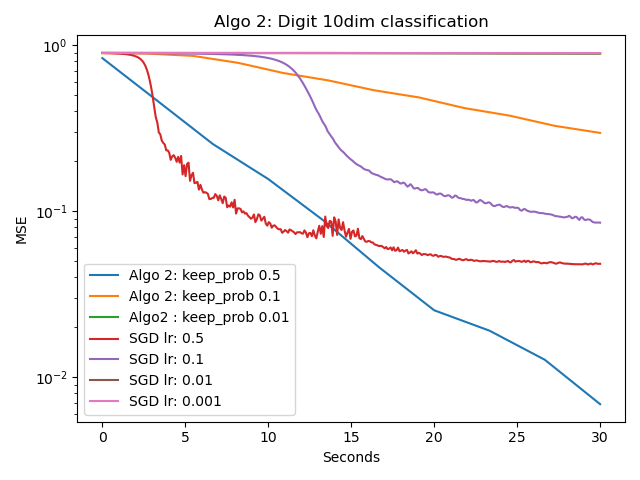 Algo 2: Digit 10dim classification
MSE
10⁰
10⁻¹
10⁻²
Algo 2: keep_prob 0.5
Algo 2: keep_prob 0.1
Algo2 : keep_prob 0.01
SGD lr: 0.5
SGD lr: 0.1
SGD lr: 0.01
SGD lr: 0.001
0 5 10 15 20 25 30
Seconds